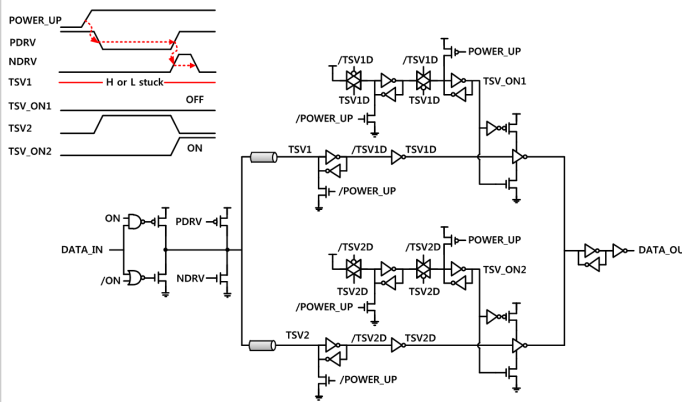 POWER_UP
PDRV
NDRV
TSV1
H or L stuck
TSV_ON1
OFF
TSV2
TSV_ON2
ON
/TSV1D
/TSV1D
POWER_UP
TSV1D
TSV1D
TSV_ON1
/POWER_UP
TSV1
/TSV1D
TSV1D
/POWER_UP
ON
PDRV
DATA_IN
/ON
NDRV
/TSV2D
/TSV2D
POWER_UP
TSV2D
TSV2D
TSV_ON2
/POWER_UP
DATA_OU
TSV2
/TSV2D
TSV2D
/POWER_UP